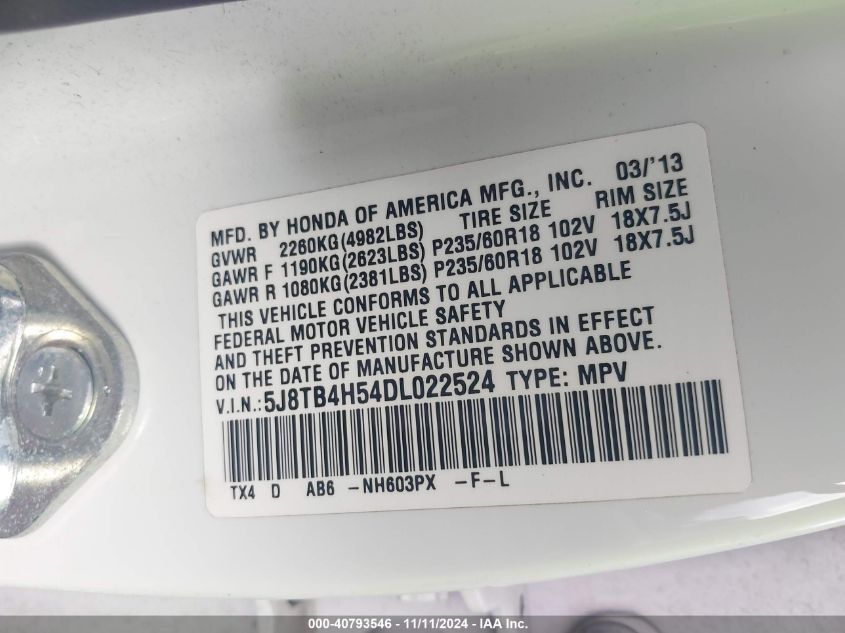 MFD. BY HONDA OF AMERICA MFG., INC. 03/'13
GVWR 2260KG(4982LBS) TIRE SIZE RIM SIZE
GAWR F 1190KG(2623LBS) P235/60R18 102V 18X7.5J
GAWR R 1080KG(2381LBS) P235/60R18 102V 18X7.5J
THIS VEHICLE CONFORMS TO ALL APPLICABLE
FEDERAL MOTOR VEHICLE SAFETY
AND THEFT PREVENTION STANDARDS IN EFFECT
ON THE DATE OF MANUFACTURE SHOWN ABOVE.
V.I.N.:5J8TB4H54DL022524 TYPE: MPV
TX4 D AB6 -NH603PX -F-L
000-40793546 - 11/11/2024 - IAA Inc.